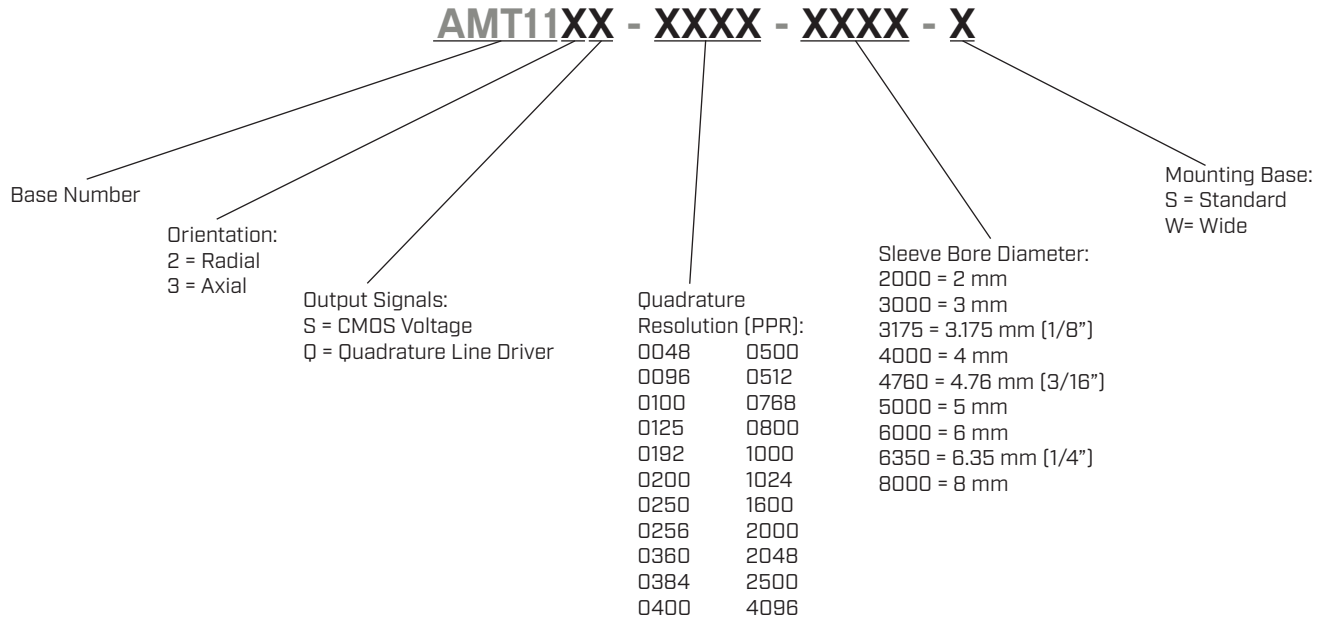 AMT11XX - XXXX - XXXX - X
Base Number
Orientation:
2 = Radial
3 = Axial
Output Signals:
S = CMOS Voltage
Q = Quadrature Line Driver
Quadrature
Resolution (PPR):
0048 0500
0096 0512
0100 0768
0125 0800
0192 1000
0200 1024
0250 1600
0256 2000
0360 2048
0384 2500
0400 4096
Sleeve Bore Diameter:
2000 = 2 mm
3000 = 3 mm
3175 = 3.175 mm (1/8”)
4000 = 4 mm
4760 = 4.76 mm (3/16”)
5000 = 5 mm
6000 = 6 mm
6350 = 6.35 mm (1/4”)
8000 = 8 mm
Mounting Base:
S = Standard
W= Wide